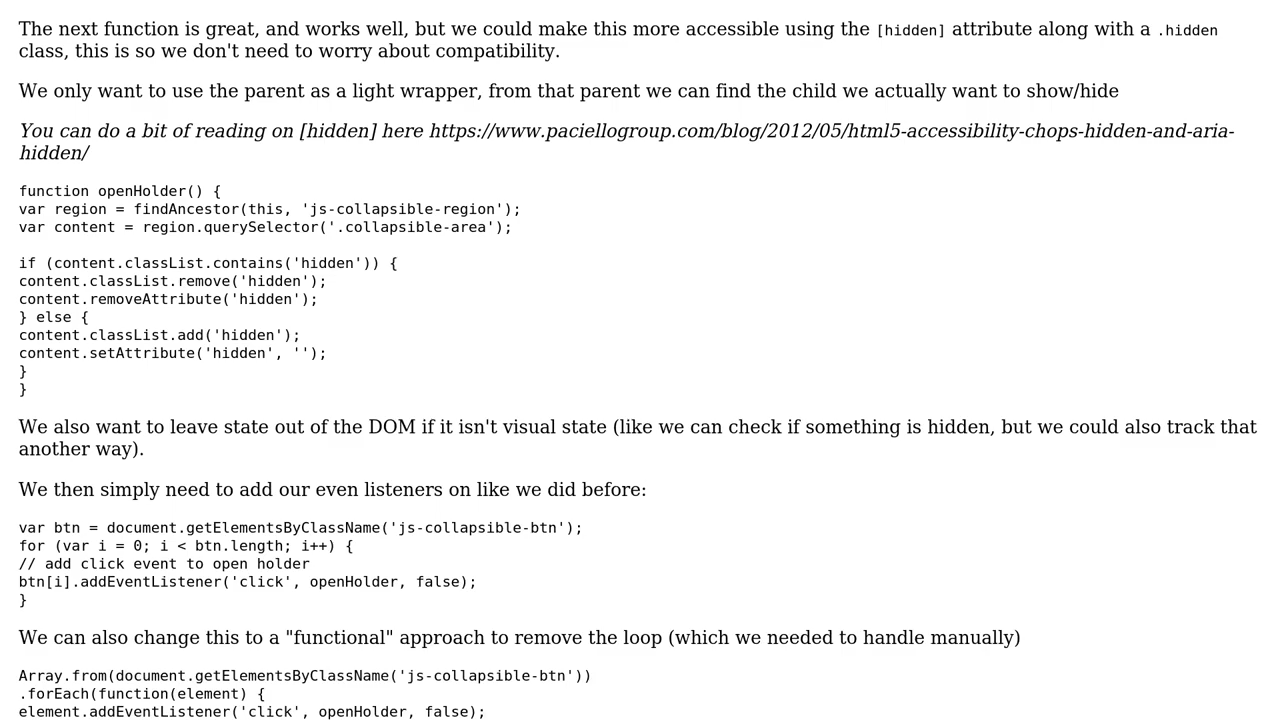 The next function is great, and works well, but we could make this more accessible using the [hidden] attribute along with a .hidden
class, this is so we don't need to worry about compatibility.
We only want to use the parent as a light wrapper, from that parent we can find the child we actually want to show/hide
You can do a bit of reading on [hidden] here https://www.paciellogroup.com/blog/2012/05/html5-accessibility-chops-hidden-and-aria-
hidden/
function openHolder() {
var region = findAncestor(this, 'js-collapsible-region');
var content = region.querySelector('.collapsible-area');
if (content.classList.contains('hidden')) {
content.classList.remove('hidden');
content.removeAttribute('hidden');
} else {
content.classList.add('hidden');
content.setAttribute('hidden', '');
}
}
We also want to leave state out of the DOM if it isn't visual state (like we can check if something is hidden, but we could also track that
another way).
We then simply need to add our even listeners on like we did before:
var btn = document.getElementsByClassName('js-collapsible-btn');
for (var i = 0; i < btn.length; i++) {
// add click event to open holder
btn[i].addEventListener('click', openHolder, false);
}
We can also change this to a "functional" approach to remove the loop (which we needed to handle manually)
Array.from(document.getElementsByClassName('js-collapsible-btn'))
.forEach(function(element) {
element.addEventListener('click', openHolder, false);